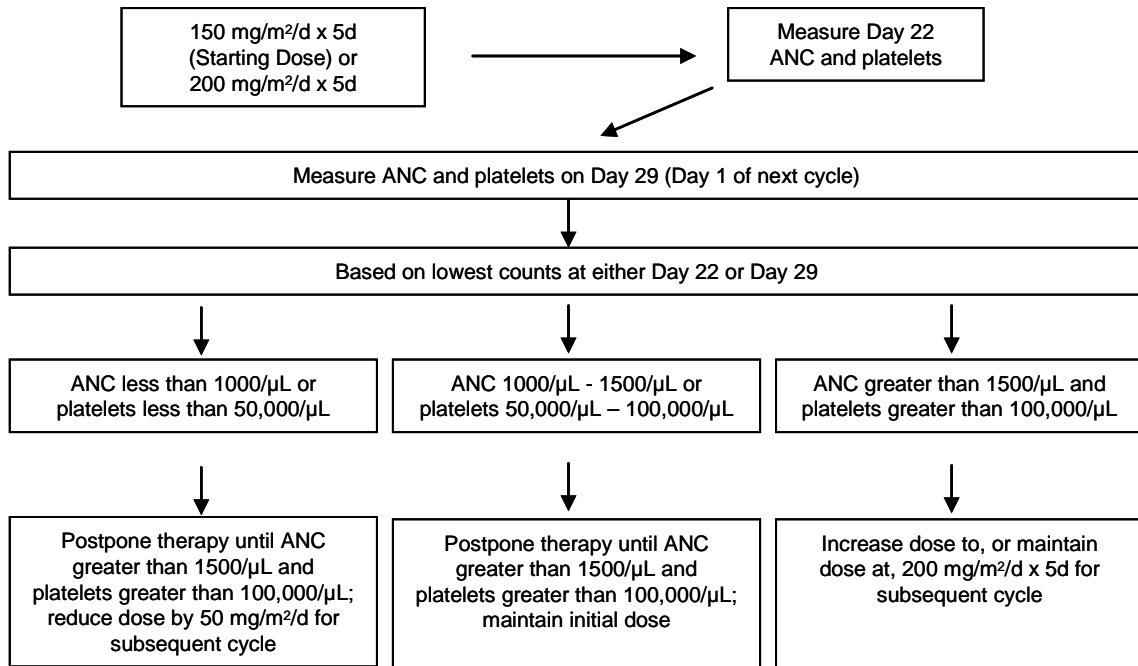 150 mg/m²/d x 5d
(Starting Dose) or
200 mg/m²/d x 5d
Measure Day 22
ANC and platelets
Measure ANC and platelets on Day 29 (Day 1 of next cycle)
Based on lowest counts at either Day 22 or Day 29
ANC less than 1000/µL or
platelets less than 50,000/µL
ANC 1000/µL - 1500/µL or
platelets 50,000/µL – 100,000/µL
ANC greater than 1500/µL and
platelets greater than 100,000/µL
Postpone therapy until ANC
greater than 1500/µL and
platelets greater than 100,000/µL;
reduce dose by 50 mg/m²/d for
subsequent cycle
Postpone therapy until ANC
greater than 1500/µL and
platelets greater than 100,000/µL;
maintain initial dose
Increase dose to, or maintain
dose at, 200 mg/m²/d x 5d for
subsequent cycle